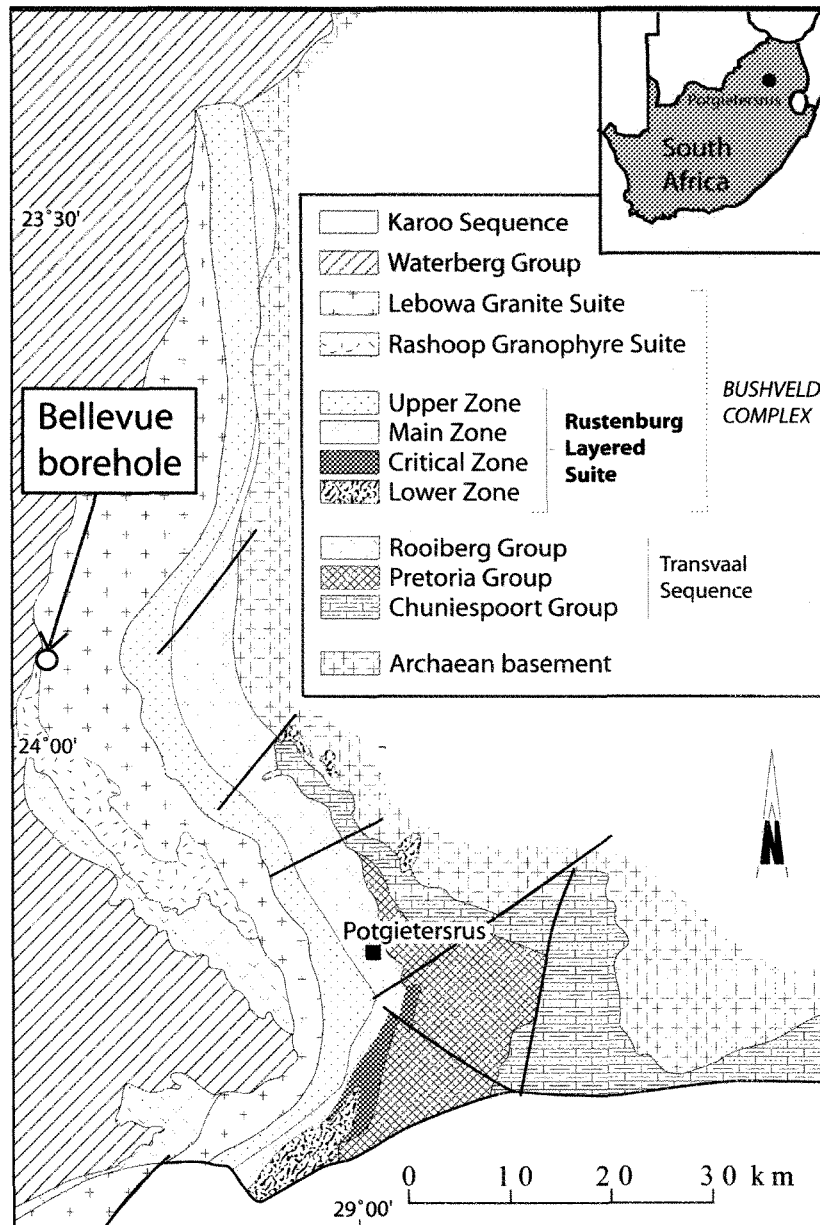 Potgietersrus
South
Africa
23°30'
Karoo Sequence
Waterberg Group
Lebowa Granite Suite
Rashoop Granophyre Suite
Upper Zone
Main Zone
Critical Zone
Lower Zone
Rustenburg
Layered
Suite
BUSHVELD
COMPLEX
Rooiberg Group
Pretoria Group
Chuniespoort Group
Transvaal
Sequence
Archaean basement
Bellevue
borehole
24°00'
N
Potgietersrus
0 10 20 30 km
29°00'